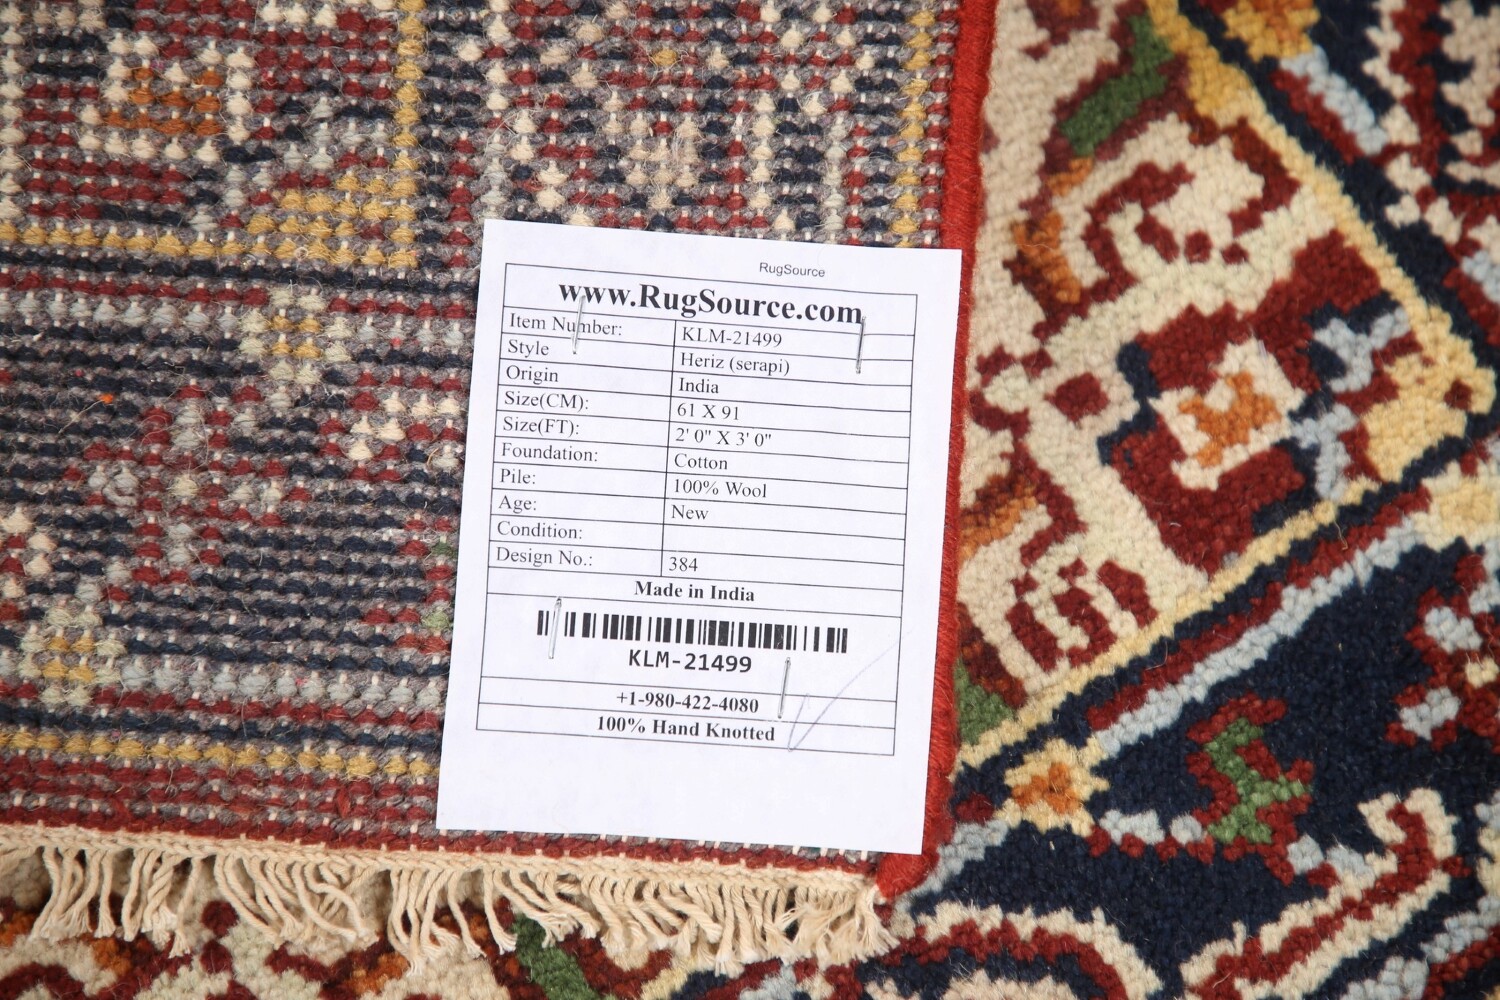 RugSource
www.RugSource.com
Item Number: KLM-21499
Style Heriz (serapi)
Origin India
Size(CM): 61 X 91
Size(FT): 2' 0" X 3' 0"
Foundation: Cotton
Pile: 100% Wool
Age: New
Condition:
Design No.: 384
Made in India
KLM-21499
+1-980-422-4080
100% Hand Knotted